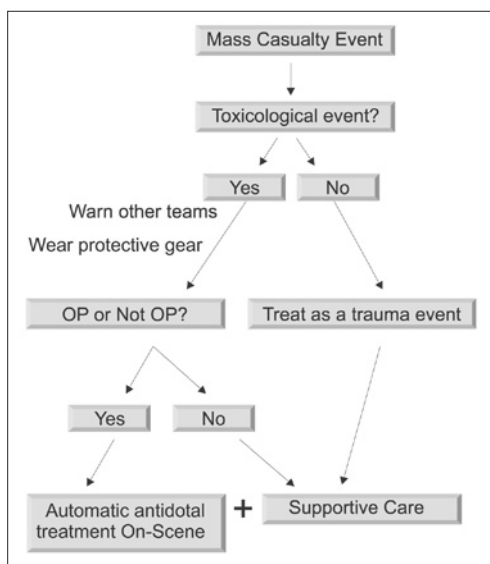 Mass Casualty Event
Toxicological event?
Yes
No
Warn other teams
Wear protective gear
OP or Not OP?
Treat as a trauma event
Yes
No
Automatic antidotal
treatment On-Scene
+
Supportive Care